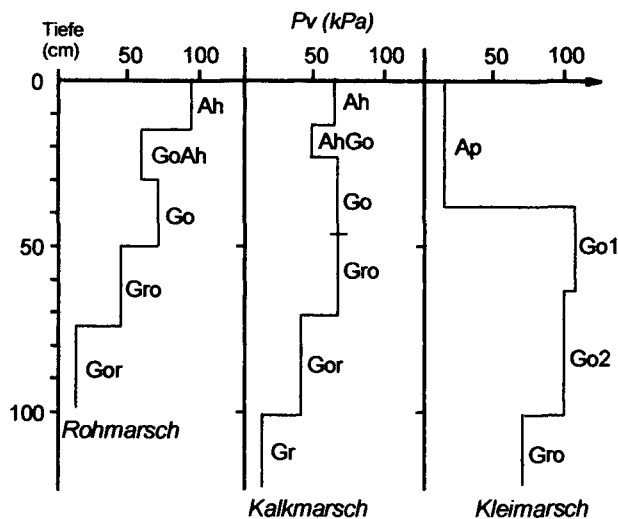 Tiefe
(cm)
Pv (kPa)
50 100 50 100 50 100
0
50
100
Ah
GoAh
Go
Gro
Gor
Rohmarsch
Ah
AhGo
Go
Gro
Gor
Gr
Kalkmarsch
Ap
Go1
Go2
Gro
Kleimarsch